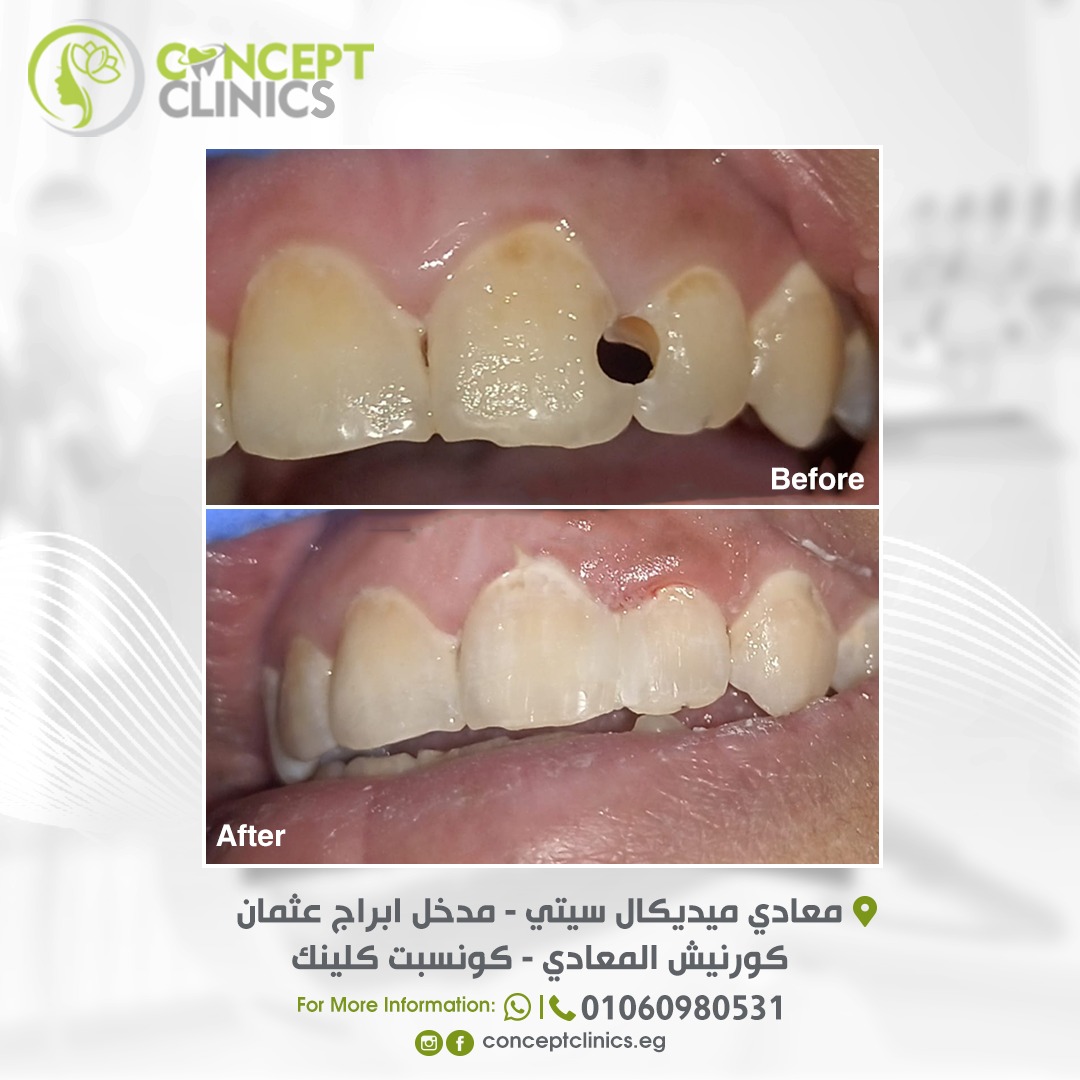 CONCEPT
CLINICS
Before
After
معادي ميديكال سيتي - مدخل ابراج عثمان
كورنيش المعادي - كونسبت كلينك
For More Information: | 01060980531
conceptclinics.eg